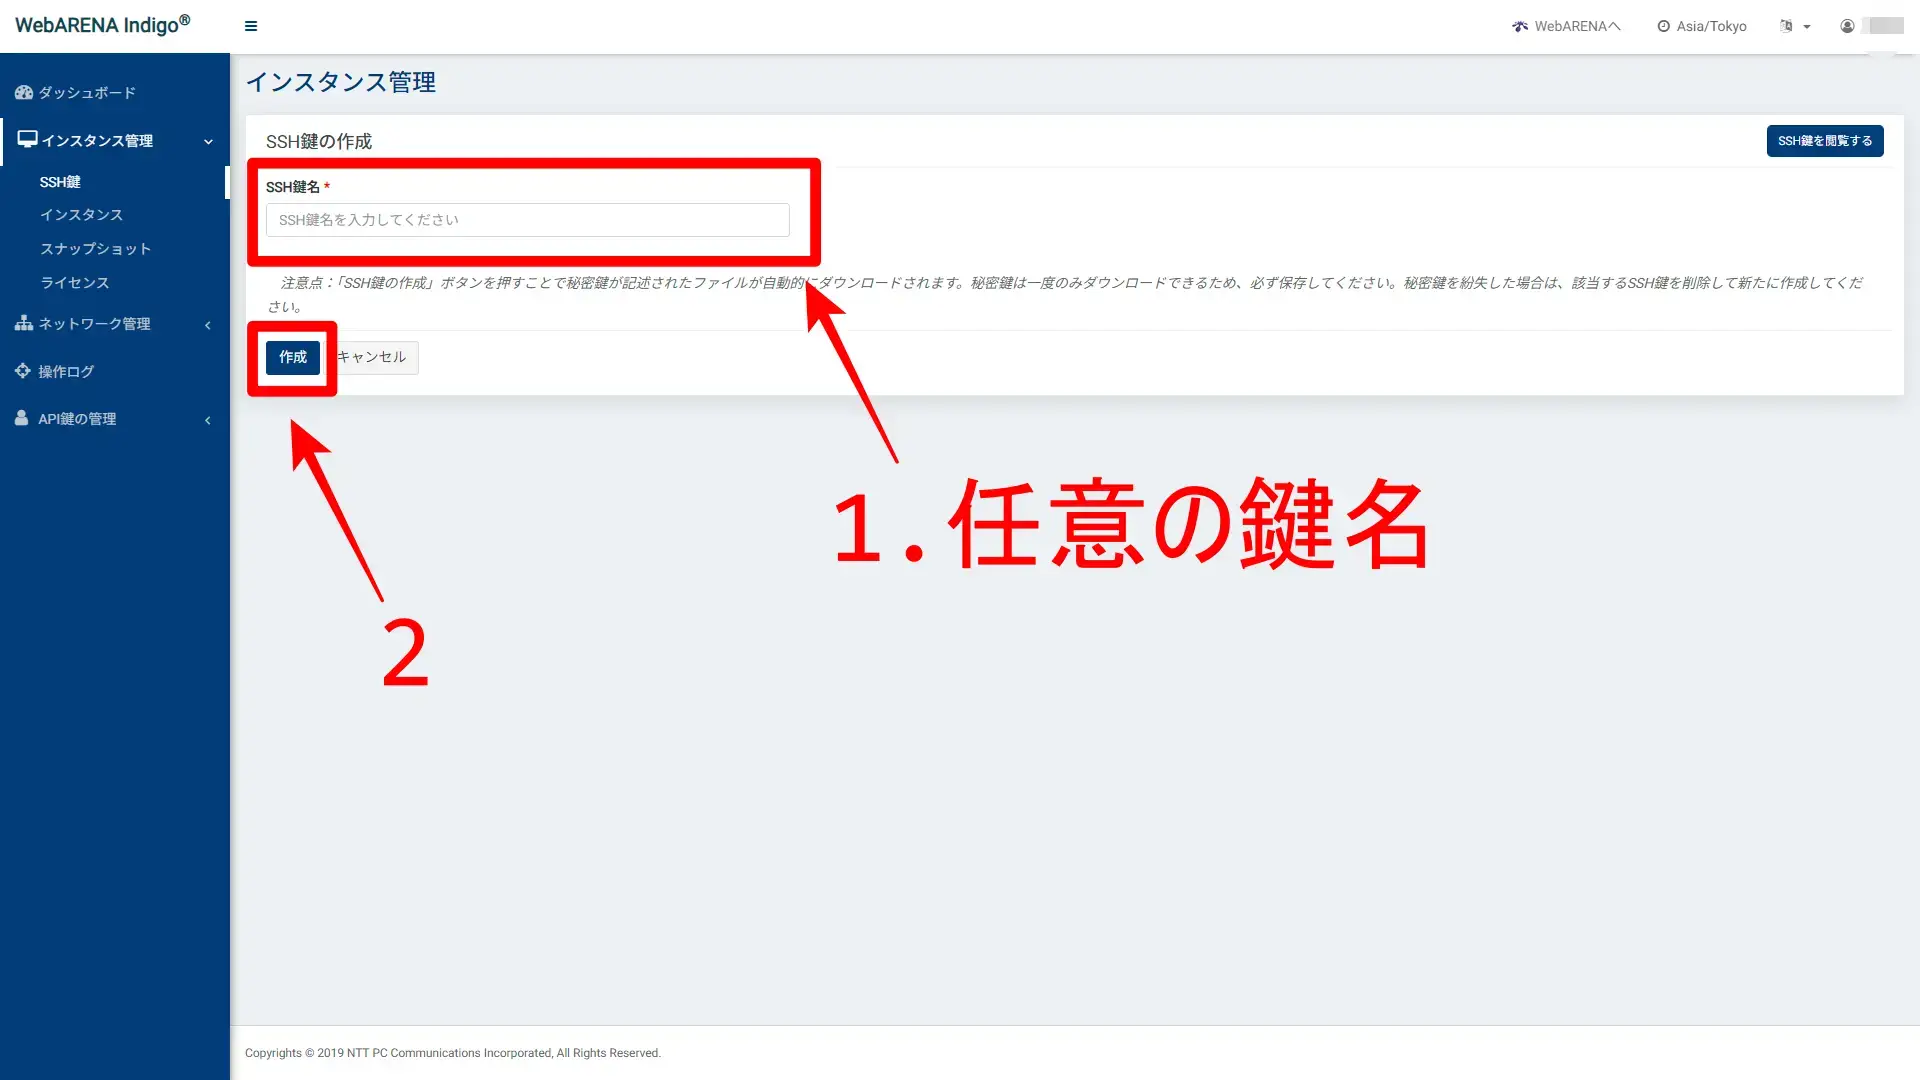 WebARENA Indigo®
WebARENAへ
Asia/Tokyo
ダッシュボード
インスタンス管理
SSH鍵
インスタンス
スナップショット
ライセンス
ネットワーク管理
操作ログ
API鍵の管理
インスタンス管理
SSH鍵の作成
SSH鍵を閲覧する
SSH鍵名 *
SSH鍵名を入力してください
注意点：「SSH鍵の作成」ボタンを押すことで秘密鍵が記述されたファイルが自動的にダウンロードされます。秘密鍵は一度のみダウンロードできるため、必ず保存してください。秘密鍵を紛失した場合は、該当するSSH鍵を削除して新たに作成してくだ
さい。
作成
キャンセル
1.任意の鍵名
2
Copyrights © 2019 NTT PC Communications Incorporated, All Rights Reserved.